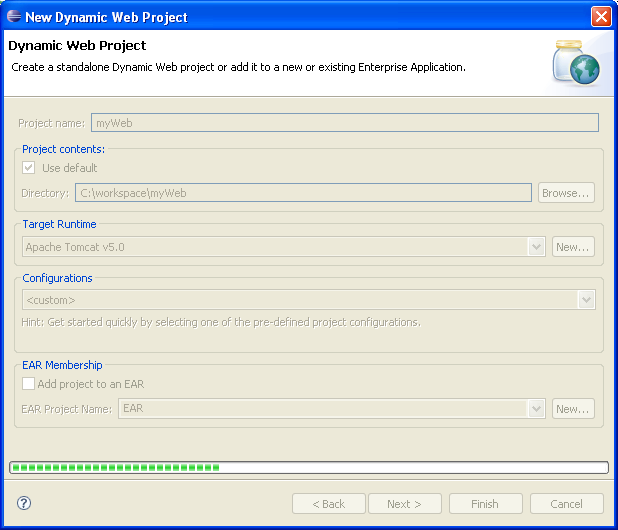 New Dynamic Web Project
Dynamic Web Project
Create a standalone Dynamic Web project or add it to a new or existing Enterprise Application.
Project name: myWeb
Project contents:
Use default
Directory: C:\workspace\myWeb Browse...
Target Runtime
Apache Tomcat v5.0 New...
Configurations
<custom>
Hint: Get started quickly by selecting one of the pre-defined project configurations.
EAR Membership
Add project to an EAR
EAR Project Name: EAR New...
? < Back Next > Finish Cancel